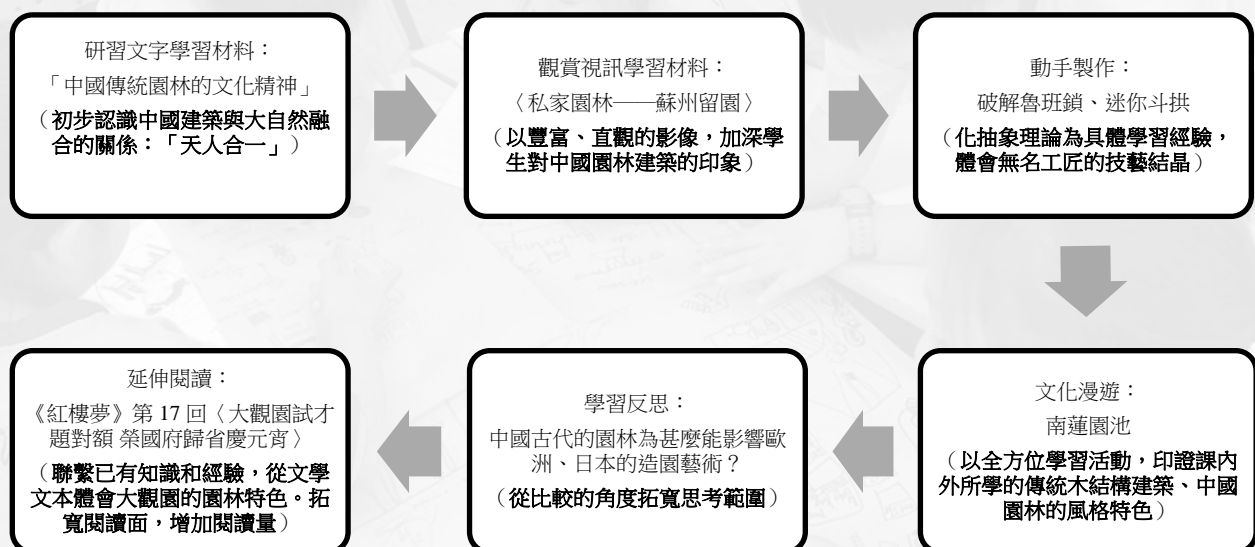 研習文字學習材料：
「中國傳統園林的文化精神」
（初步認識中國建築與大自然融
合的關係：「天人合一」）
觀賞視訊學習材料：
〈私家園林——蘇州留園〉
（以豐富、直觀的影像，加深學
生對中國園林建築的印象）
動手製作：
破解魯班鎖、迷你斗拱
（化抽象理論為具體學習經驗，
體會無名工匠的技藝結晶）
文化漫遊：
南蓮園池
（以全方位學習活動，印證課內
外所學的傳統木結構建築、中國
園林的風格特色）
學習反思：
中國古代的園林為甚麼能影響歐
洲、日本的造園藝術？
（從比較的角度拓寬思考範圍）
延伸閱讀：
《紅樓夢》第 17 回〈大觀園試才
題對額 榮國府歸省慶元宵〉
（聯繫已有知識和經驗，從文學
文本體會大觀園的園林特色。拓
寬閱讀面，增加閱讀量）